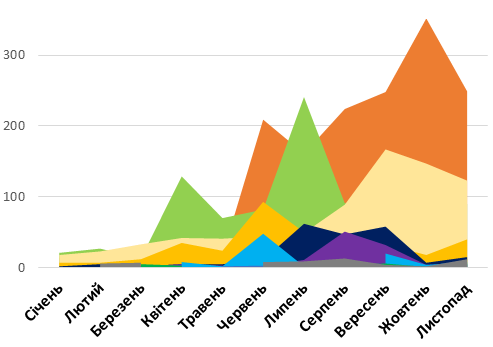 300
200
100
0
Січень
Лютий
Березень
Квітень
Травень
Червень
Липень
Серпень
Вересень
Жовтень
Листопад